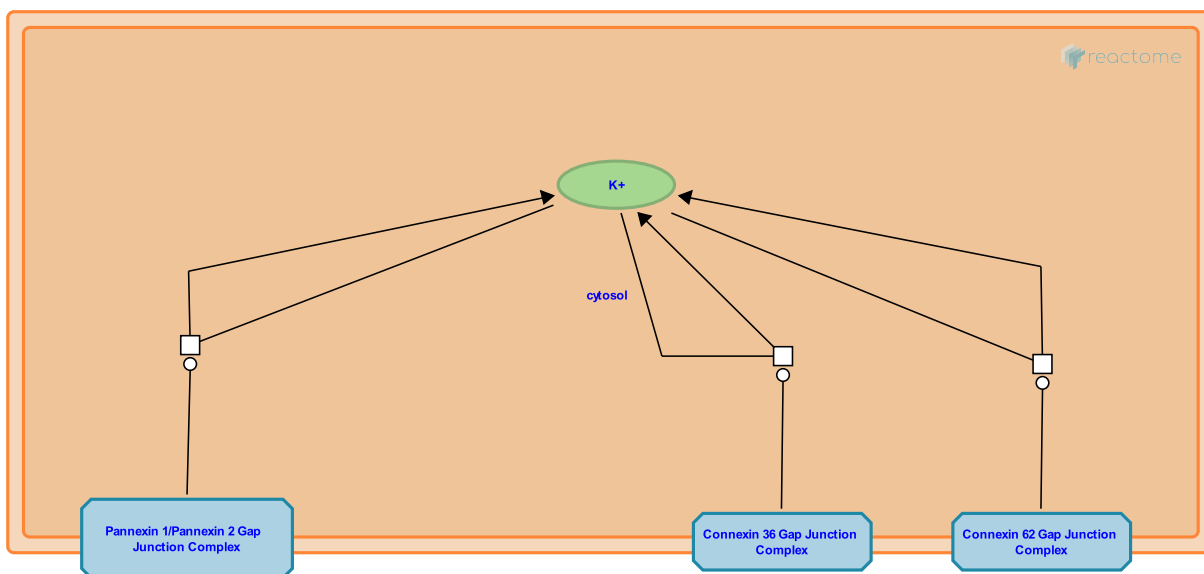 reactome
K+
cytosol
Pannexin 1/Pannexin 2 Gap
Junction Complex
Connexin 36 Gap Junction
Complex
Connexin 62 Gap Junction
Complex